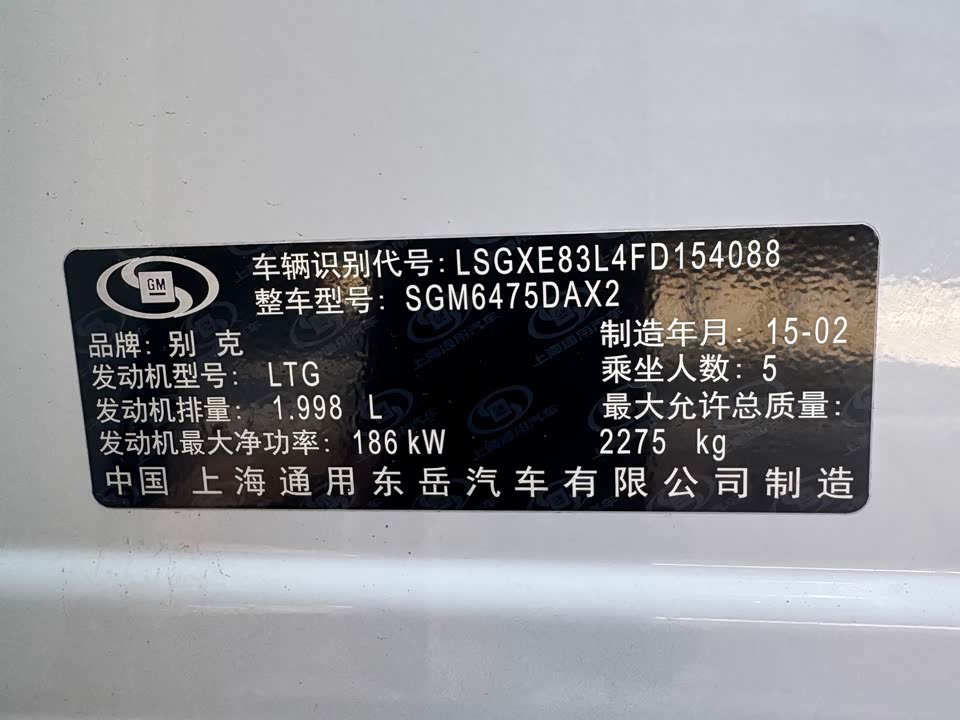 GM
车辆识别代号: LSGXE83L4FD154088
整车型号: SGM6475DAX2
品牌: 别 克
制造年月: 15-02
发动机型号: LTG
乘坐人数: 5
发动机排量: 1.998 L
最大允许总质量:
发动机最大净功率: 186 kW
2275 kg
中国 上海通用东岳汽车有限公司制造